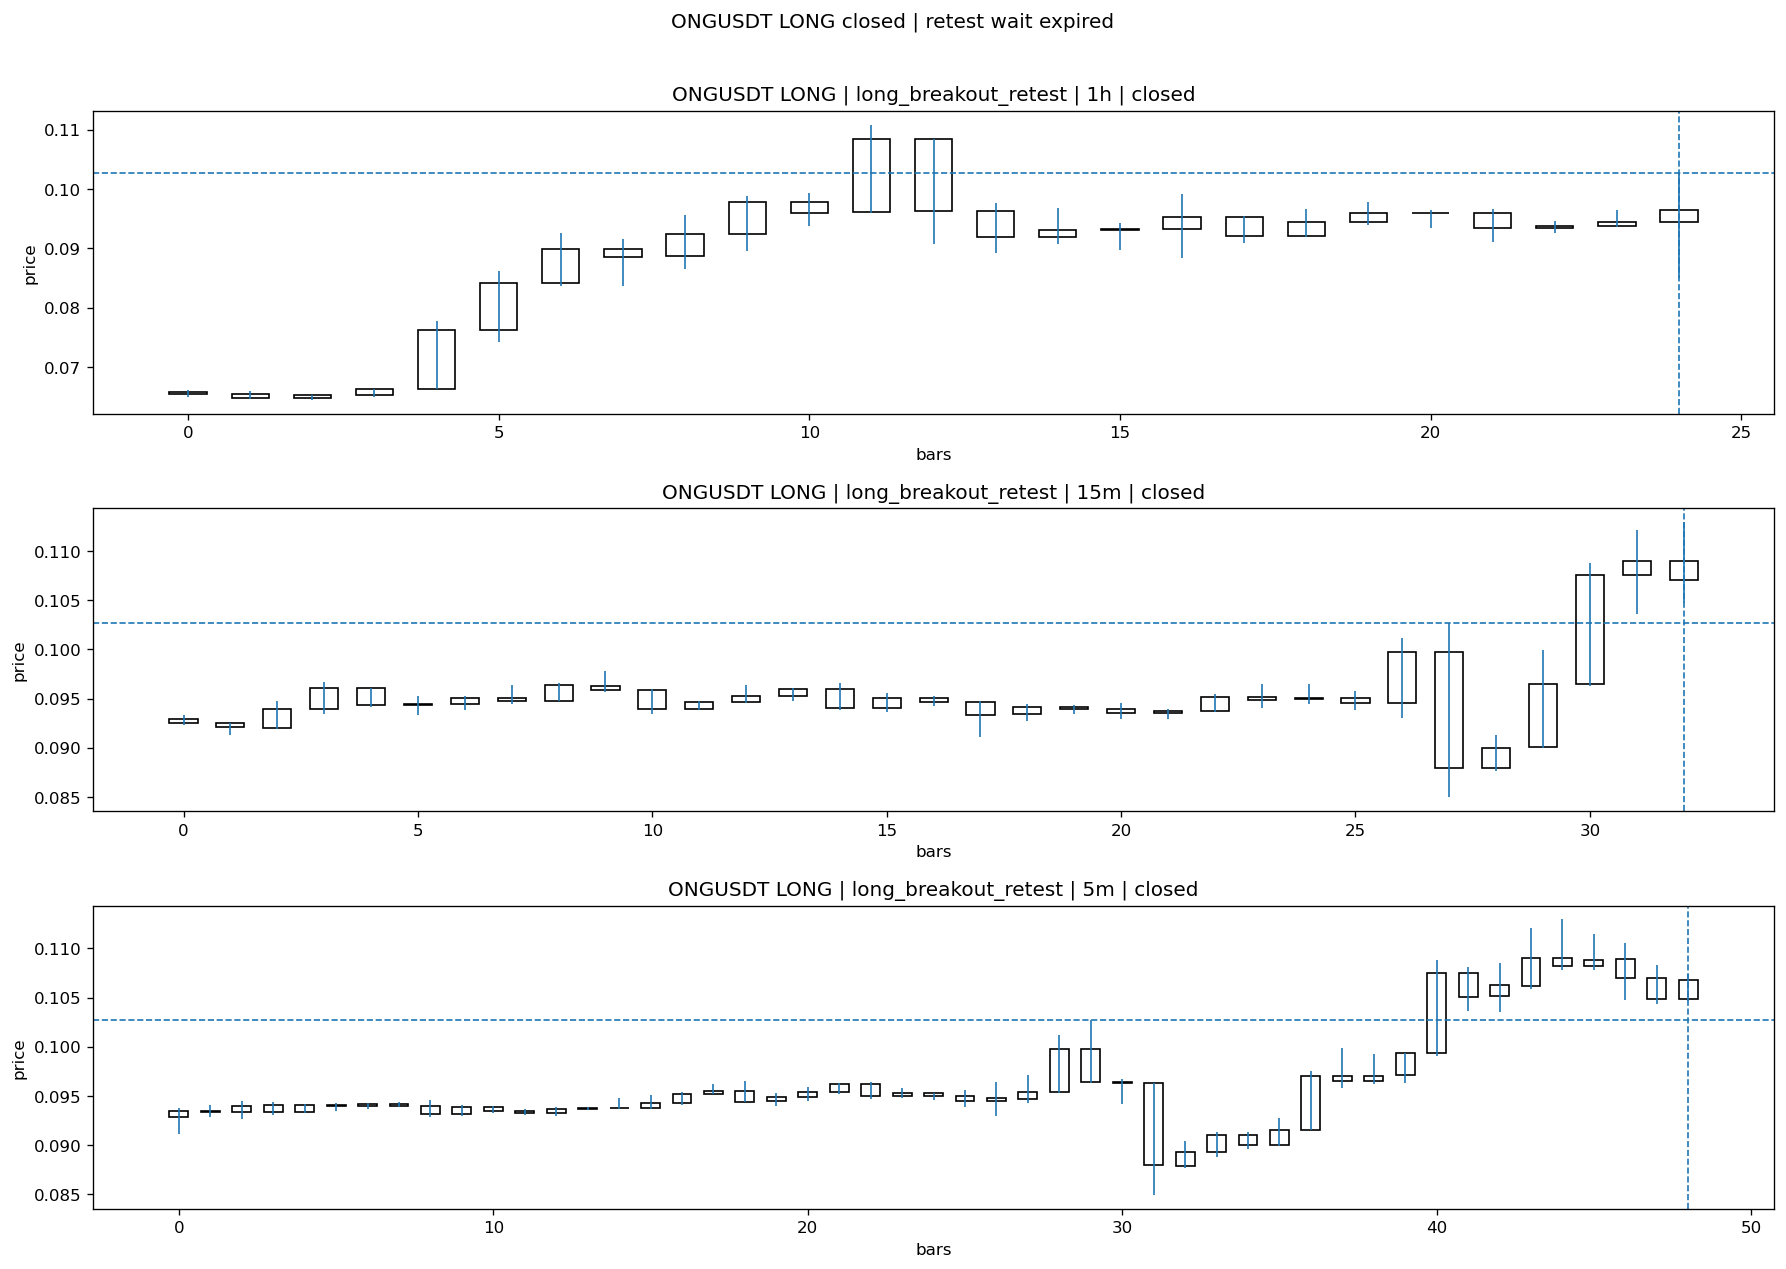 ONGUSDT LONG closed | retest wait expired
ONGUSDT LONG | long_breakout_retest | 1h | closed
price
0.11
0.10
0.09
0.08
0.07
0 5 10 15 20 25
bars
ONGUSDT LONG | long_breakout_retest | 15m | closed
price
0.110
0.105
0.100
0.095
0.090
0.085
0 5 10 15 20 25 30
bars
ONGUSDT LONG | long_breakout_retest | 5m | closed
price
0.110
0.105
0.100
0.095
0.090
0.085
0 10 20 30 40 50
bars